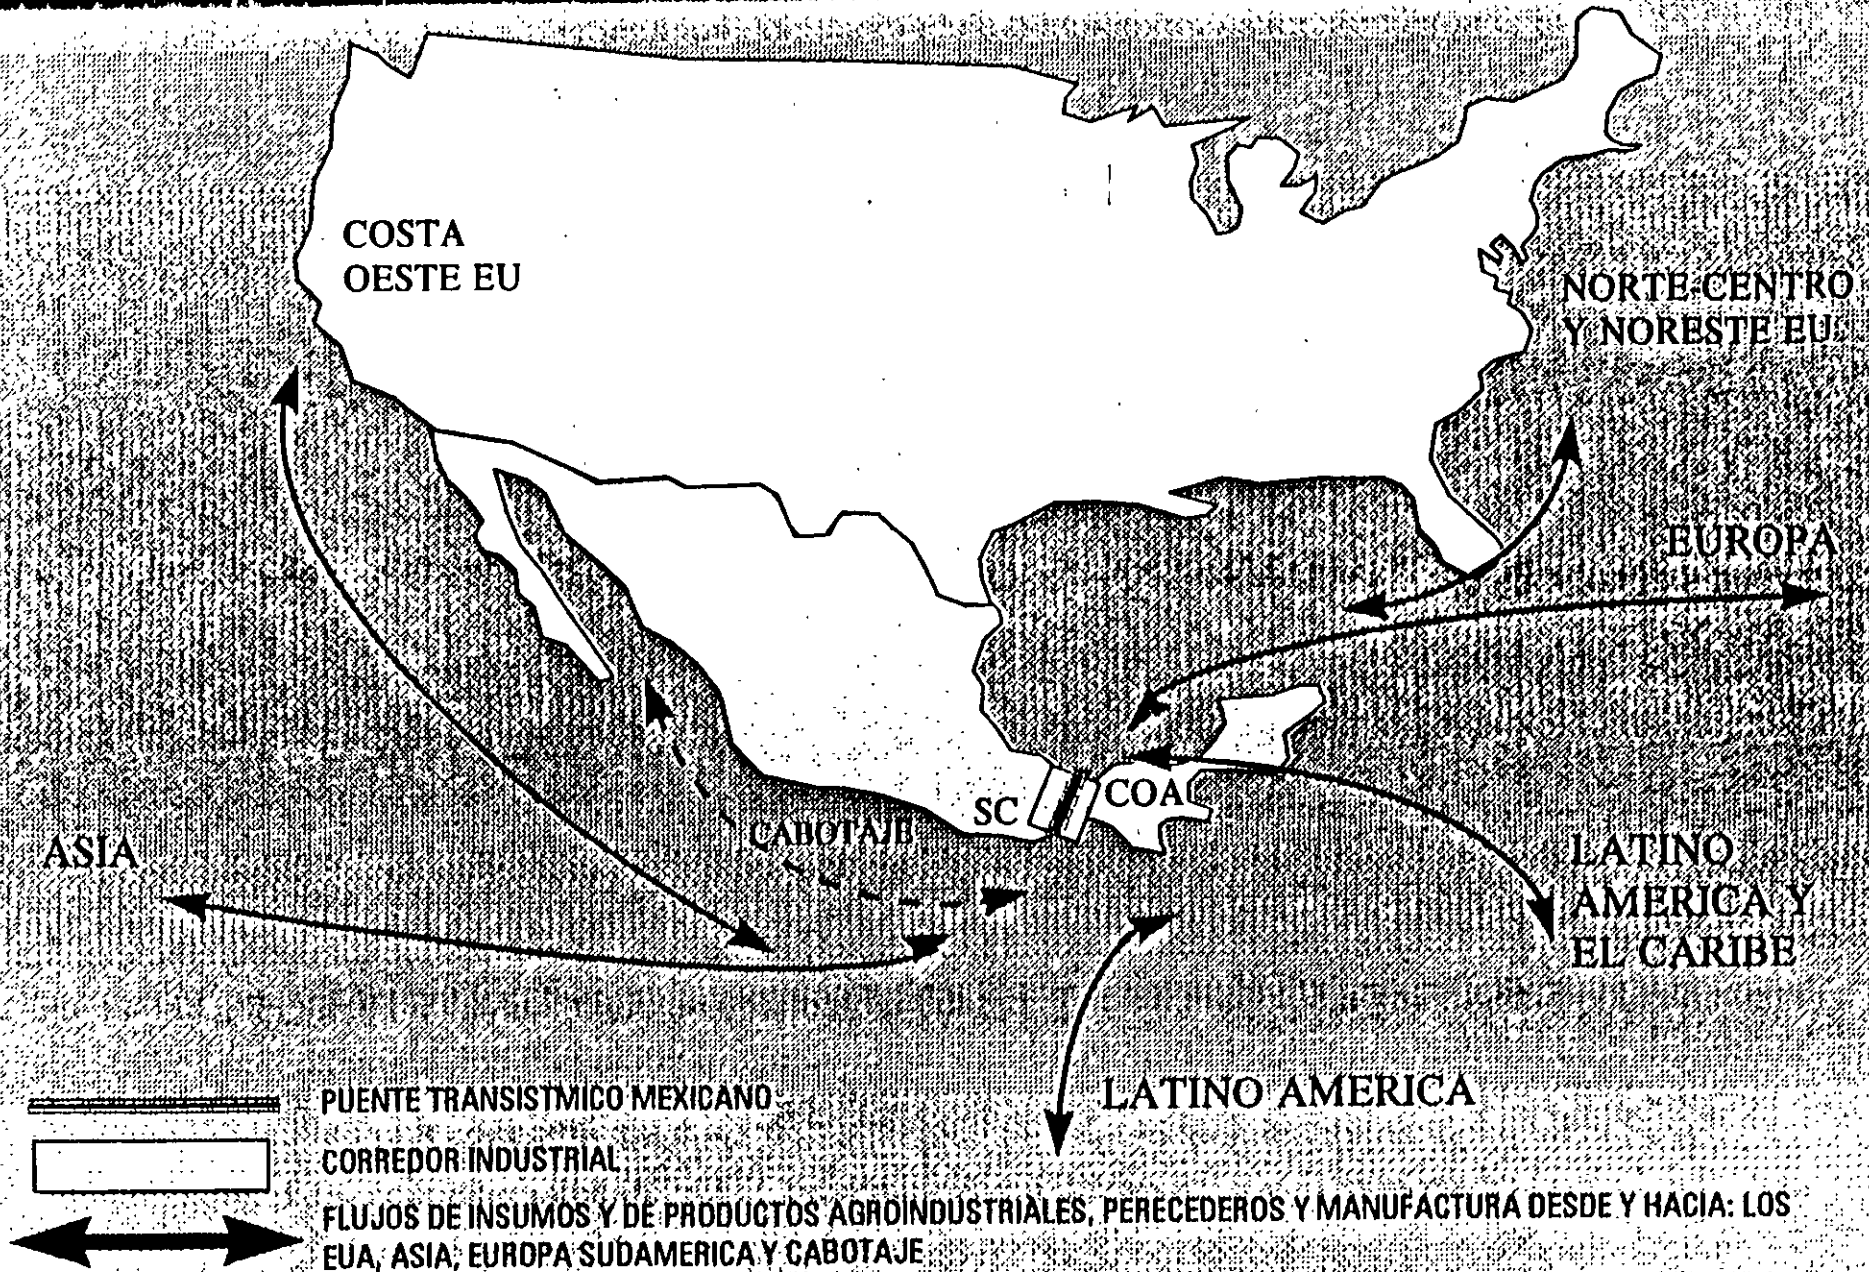 COSTA
OESTE EU
NORTE-CENTRO
Y NORESTE EU
EUROPA
SC
COA
CABOTAJE
ASIA
LATINO
AMERICA Y
EL CARIBE
LATINO AMERICA
PUENTE TRANSISTMICO MEXICANO
CORREDOR INDUSTRIAL
FLUJOS DE INSUMOS Y DE PRODUCTOS AGROINDUSTRIALES, PERECEDEROS Y MANUFACTURA DESDE Y HACIA: LOS
EUA, ASIA, EUROPA SUDAMERICA Y CABOTAJE